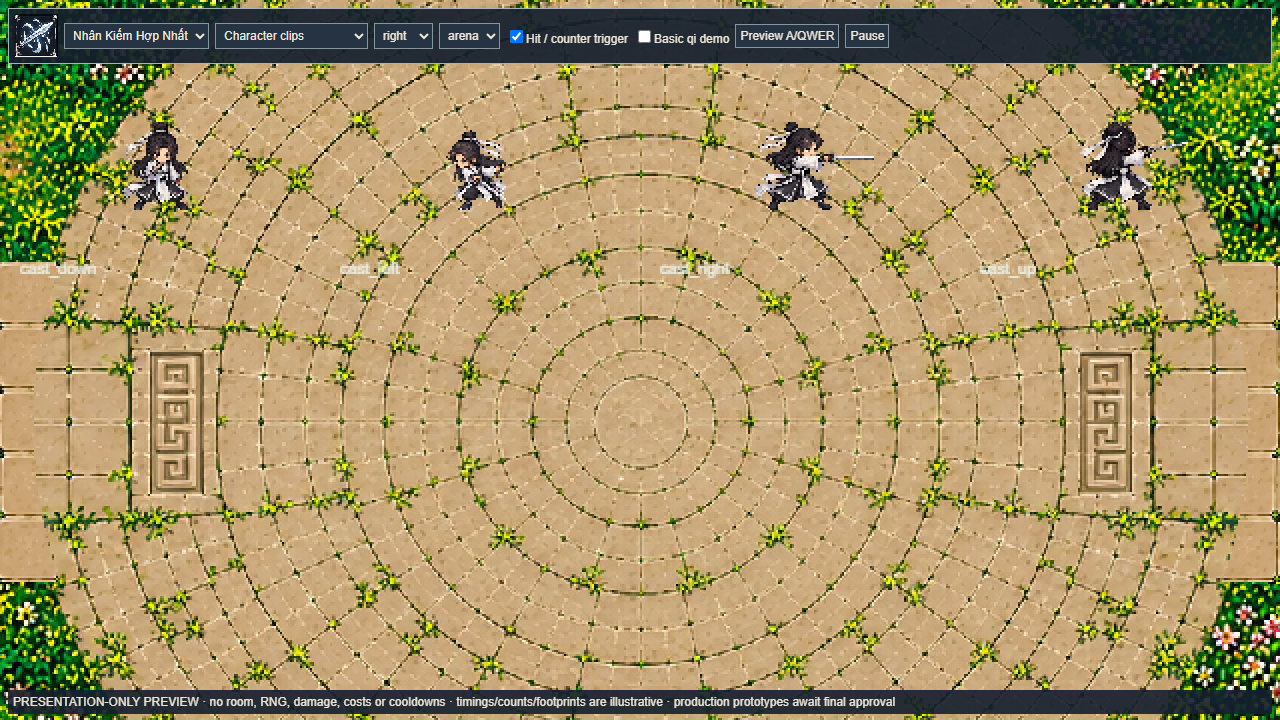 Nhân Kiếm Hợp Nhất
Character clips
right
arena
Hit / counter trigger
Basic qi demo
Preview A/QWER
Pause
cast_down
cast_left
cast_right
cast_up
PRESENTATION-ONLY PREVIEW · no room, RNG, damage, costs or cooldowns · timings/counts/footprints are illustrative · production prototypes await final approval